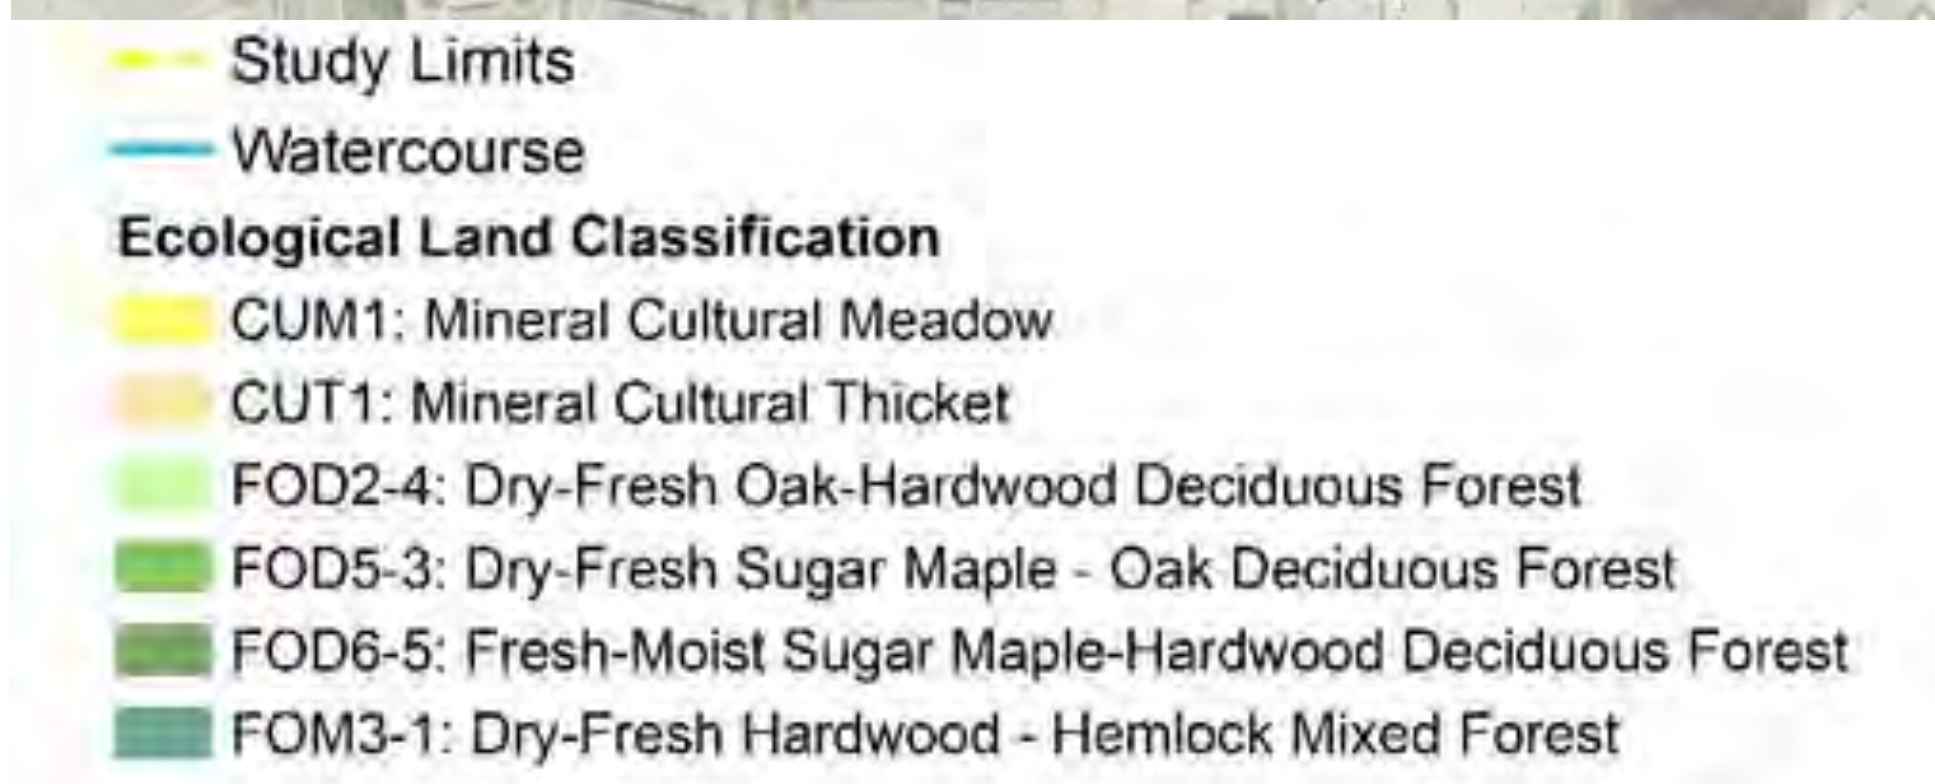 Study Limits
Watercourse
Ecological Land Classification
CUM1: Mineral Cultural Meadow
CUT1: Mineral Cultural Thicket
FOD2-4: Dry-Fresh Oak-Hardwood Deciduous Forest
FOD5-3: Dry-Fresh Sugar Maple - Oak Deciduous Forest
FOD6-5: Fresh-Moist Sugar Maple-Hardwood Deciduous Forest
FOM3-1: Dry-Fresh Hardwood - Hemlock Mixed Forest